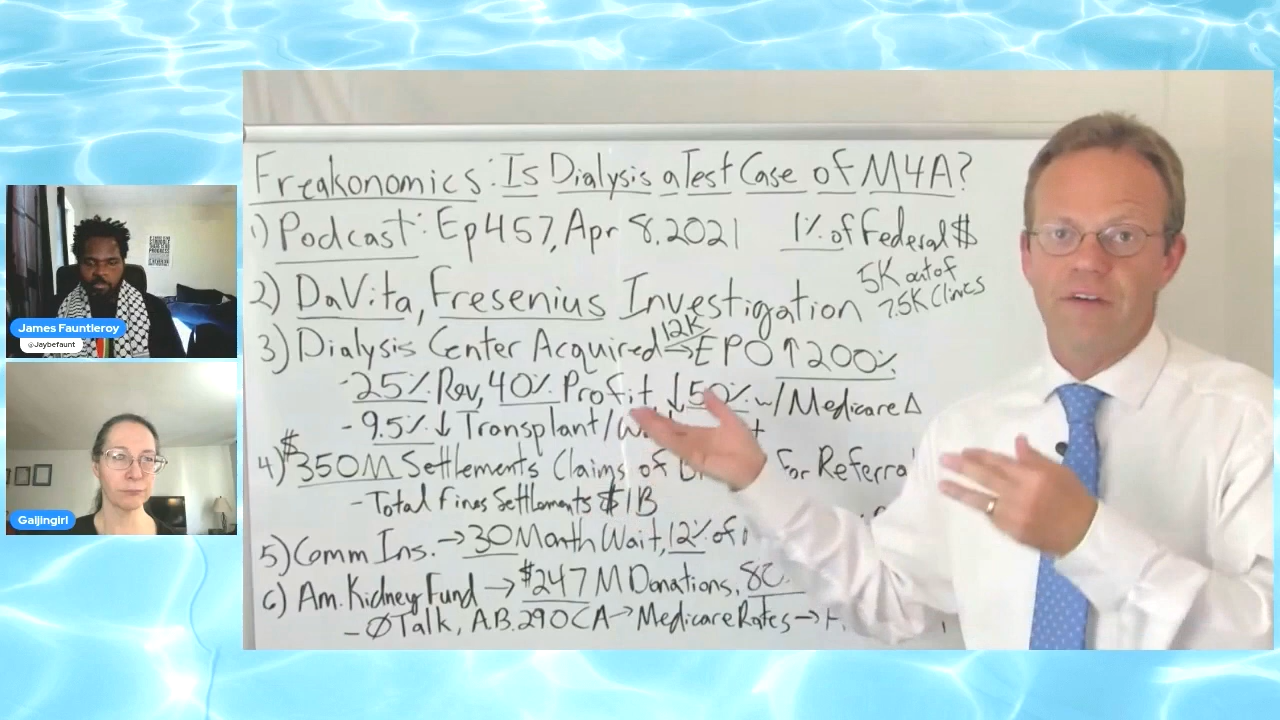 Freakonomics: Is Dialysis a Test Case of M4A?
1) Podcast: Ep 457, Apr 8, 2021 1% of Federal $
2) DaVita, Fresenius Investigation 5K out of 7.5K Clinics
3) Dialysis Center Acquired → 12K EPO ↑ 200%
- 25% Rev, 40% Profit ↓ 50% w/ Medicare Δ
- 9.5% ↓ Transplant/
4) $350M Settlements Claims of For Referra
- Total Fines Settlements $1B
5) Comm Ins. → 30 Month Wait, 12% of
6) Am. Kidney Fund → $247M Donations, 80
- Ø Talk, A.B. 290 CA → Medicare Rates →
James Fauntleroy
@Jaybefaunt
Gaijingirl